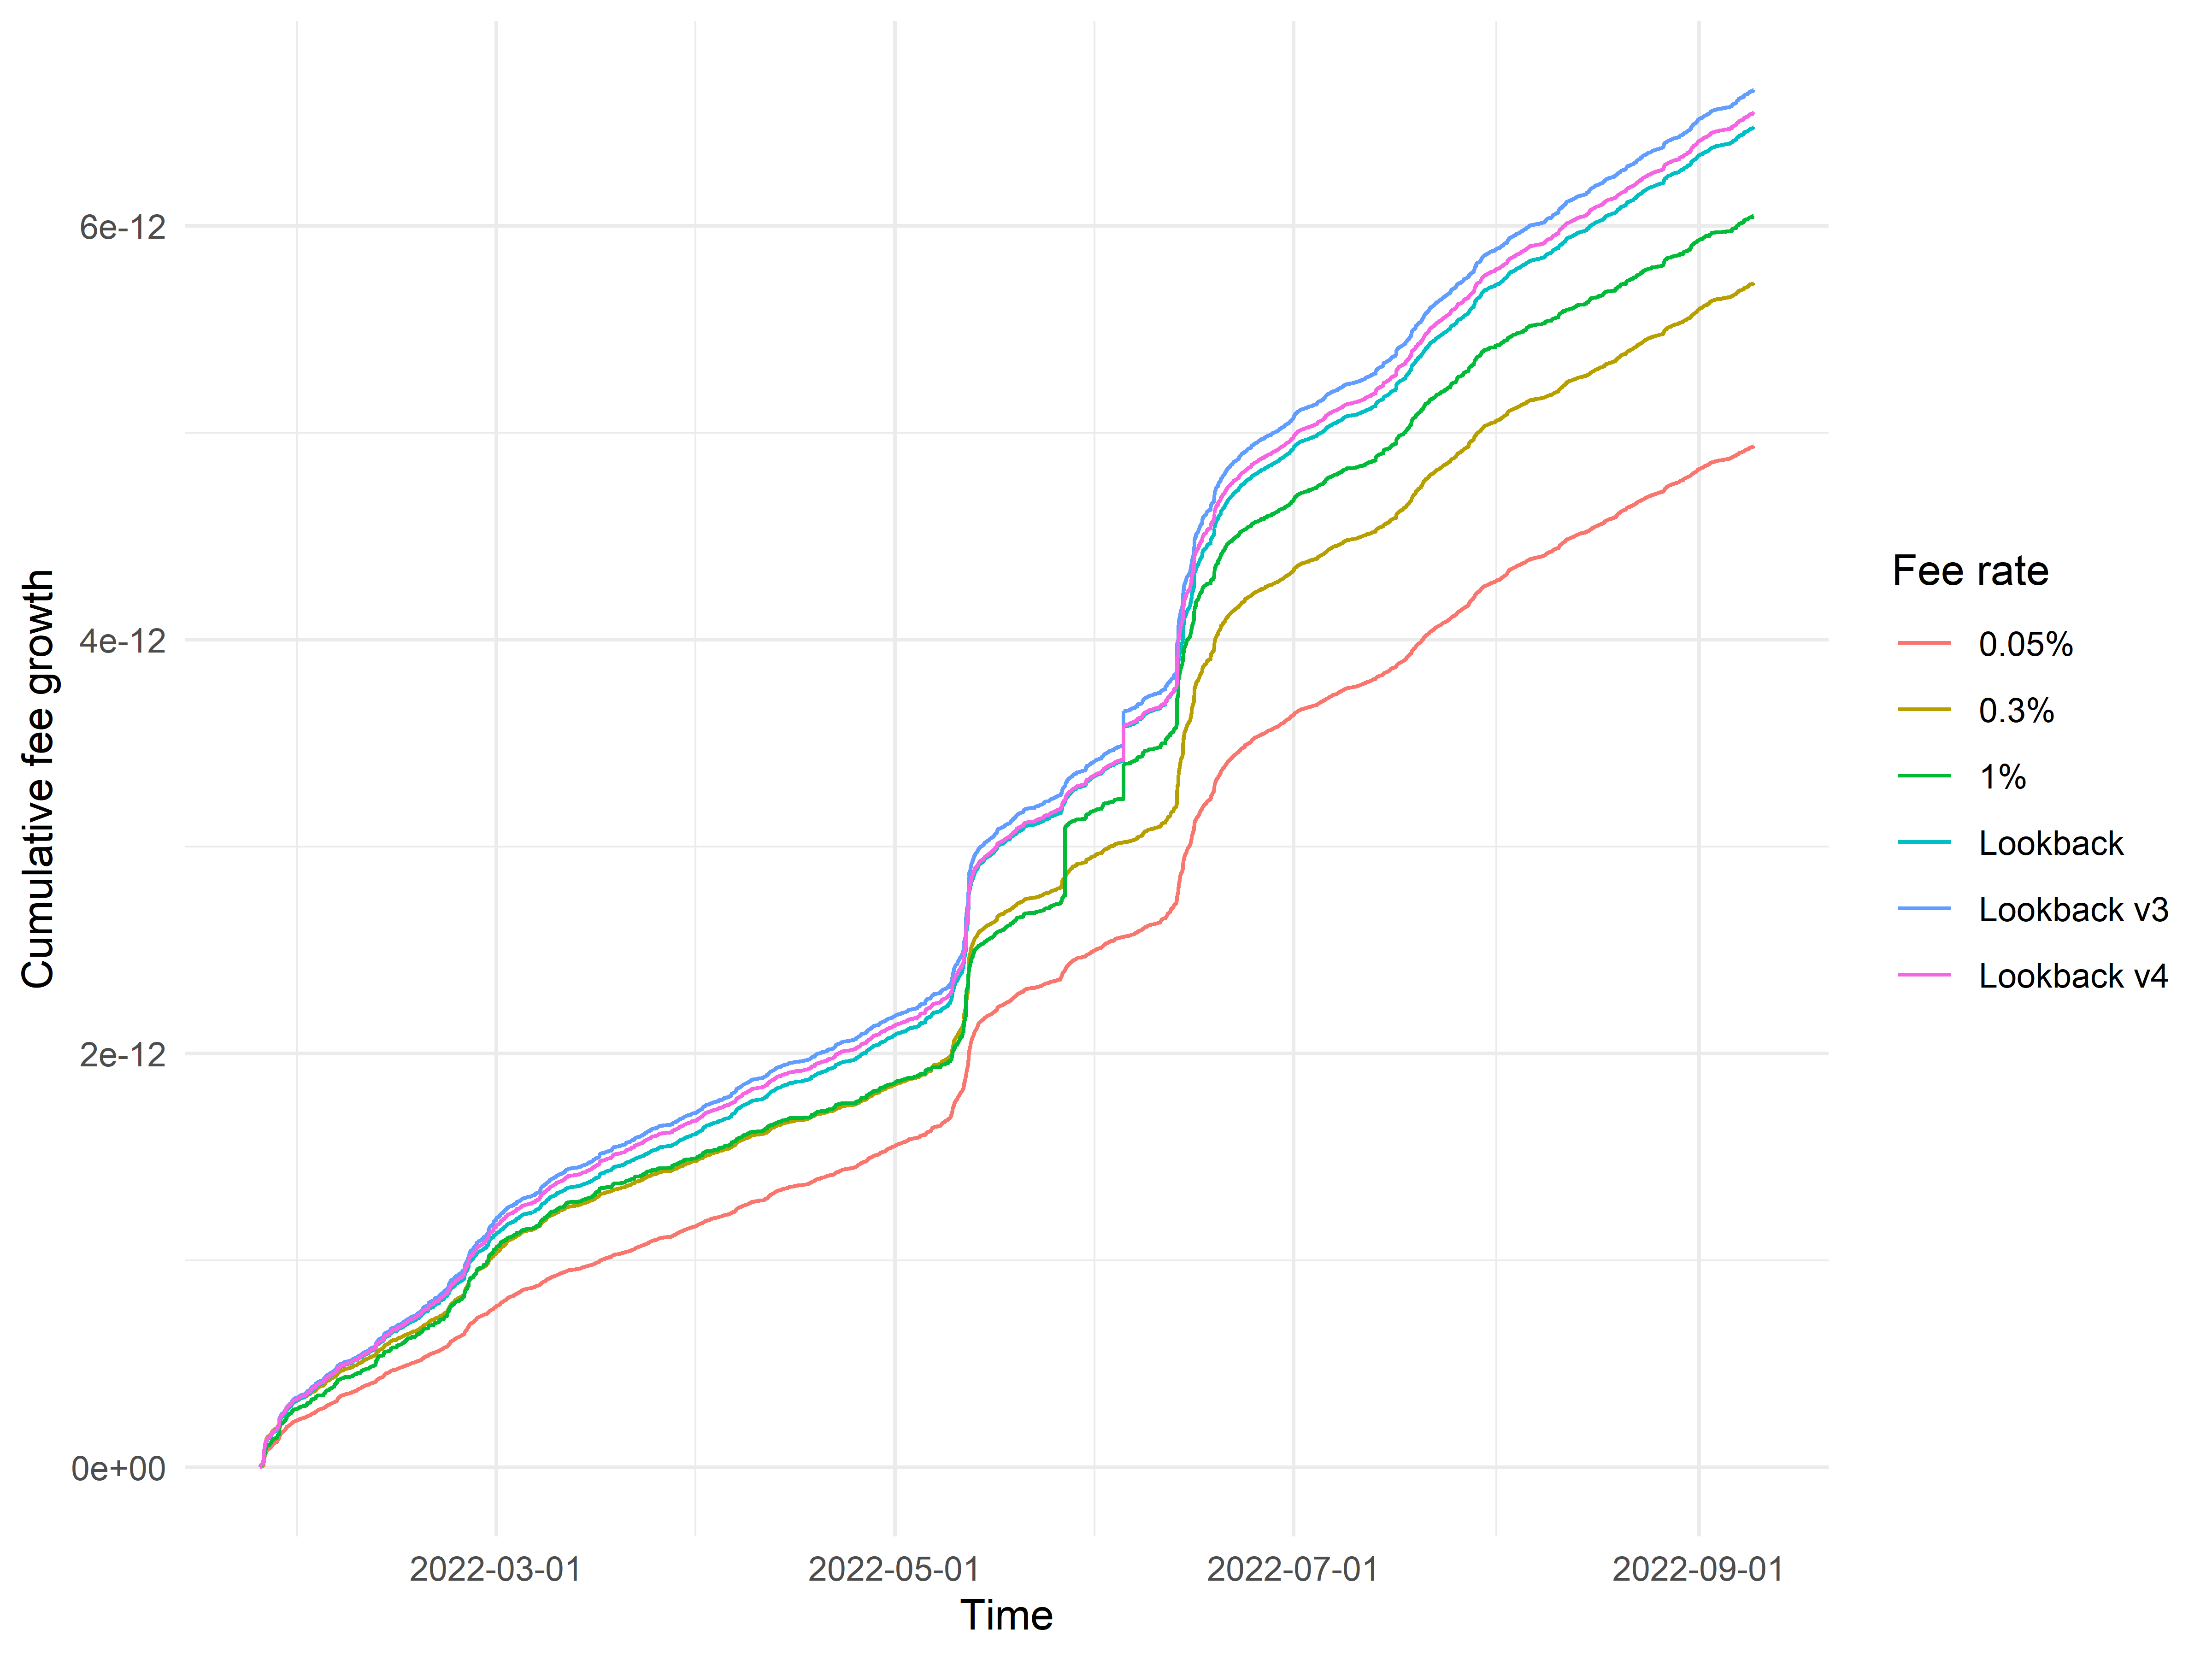 Cumulative fee growth
6e-12
4e-12
2e-12
0e+00
2022-03-01
2022-05-01
2022-07-01
2022-09-01
Time
Fee rate
0.05%
0.3%
1%
Lookback
Lookback v3
Lookback v4